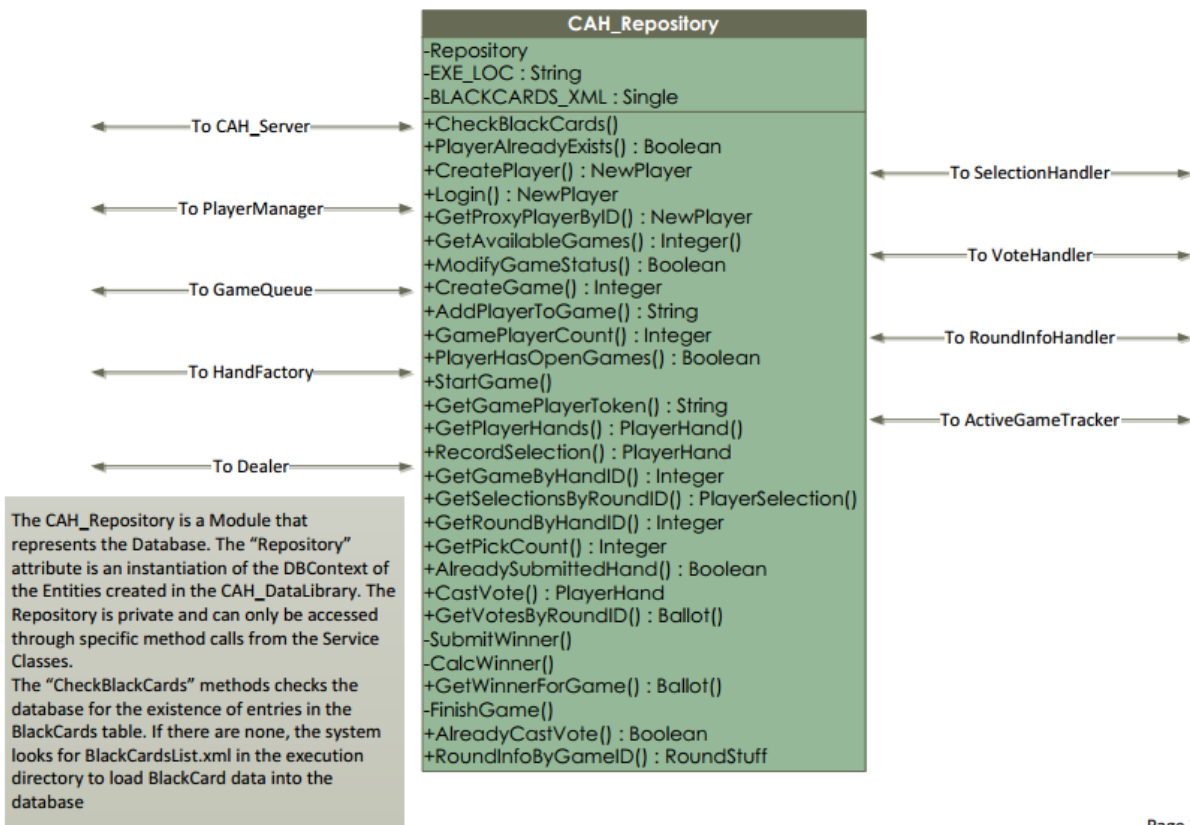 CAH_Repository
-Repository
-EXE_LOC : String
-BLACKCARDS_XML : Single
+CheckBlackCards()
+PlayerAlreadyExists() : Boolean
+CreatePlayer() : NewPlayer
+Login() : NewPlayer
+GetProxyPlayerByID() : NewPlayer
+GetAvailableGames() : Integer()
+ModifyGameStatus() : Boolean
+CreateGame() : Integer
+AddPlayerToGame() : String
+GamePlayerCount() : Integer
+PlayerHasOpenGames() : Boolean
+StartGame()
+GetGamePlayerToken() : String
+GetPlayerHands() : PlayerHand()
+RecordSelection() : PlayerHand
+GetGameByHandID() : Integer
+GetSelectionsByRoundID() : PlayerSelection()
+GetRoundByHandID() : Integer
+GetPickCount() : Integer
+AlreadySubmittedHand() : Boolean
+CastVote() : PlayerHand
+GetVotesByRoundID() : Ballot()
-SubmitWinner()
-CalcWinner()
+GetWinnerForGame() : Ballot()
-FinishGame()
+AlreadyCastVote() : Boolean
+RoundInfoByGameID() : RoundStuff
To CAH_Server
To PlayerManager
To GameQueue
To HandFactory
To Dealer
To SelectionHandler
To VoteHandler
To RoundInfoHandler
To ActiveGameTracker
The CAH_Repository is a Module that
represents the Database. The “Repository”
attribute is an instantiation of the DBContext of
the Entities created in the CAH_DataLibrary. The
Repository is private and can only be accessed
through specific method calls from the Service
Classes.
The “CheckBlackCards” methods checks the
database for the existence of entries in the
BlackCards table. If there are none, the system
looks for BlackCardsList.xml in the execution
directory to load BlackCard data into the
database
Page